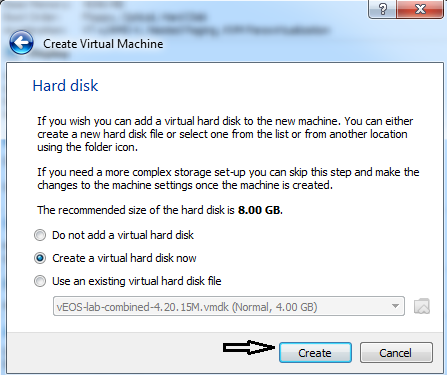 Create Virtual Machine
Hard disk
If you wish you can add a virtual hard disk to the new machine. You can either
create a new hard disk file or select one from the list or from another location
using the folder icon.
If you need a more complex storage set-up you can skip this step and make the
changes to the machine settings once the machine is created.
The recommended size of the hard disk is 8.00 GB.
Do not add a virtual hard disk
Create a virtual hard disk now
Use an existing virtual hard disk file
vEOS-lab-combined-4.20.15M.vmdk (Normal, 4.00 GB)
Create Cancel